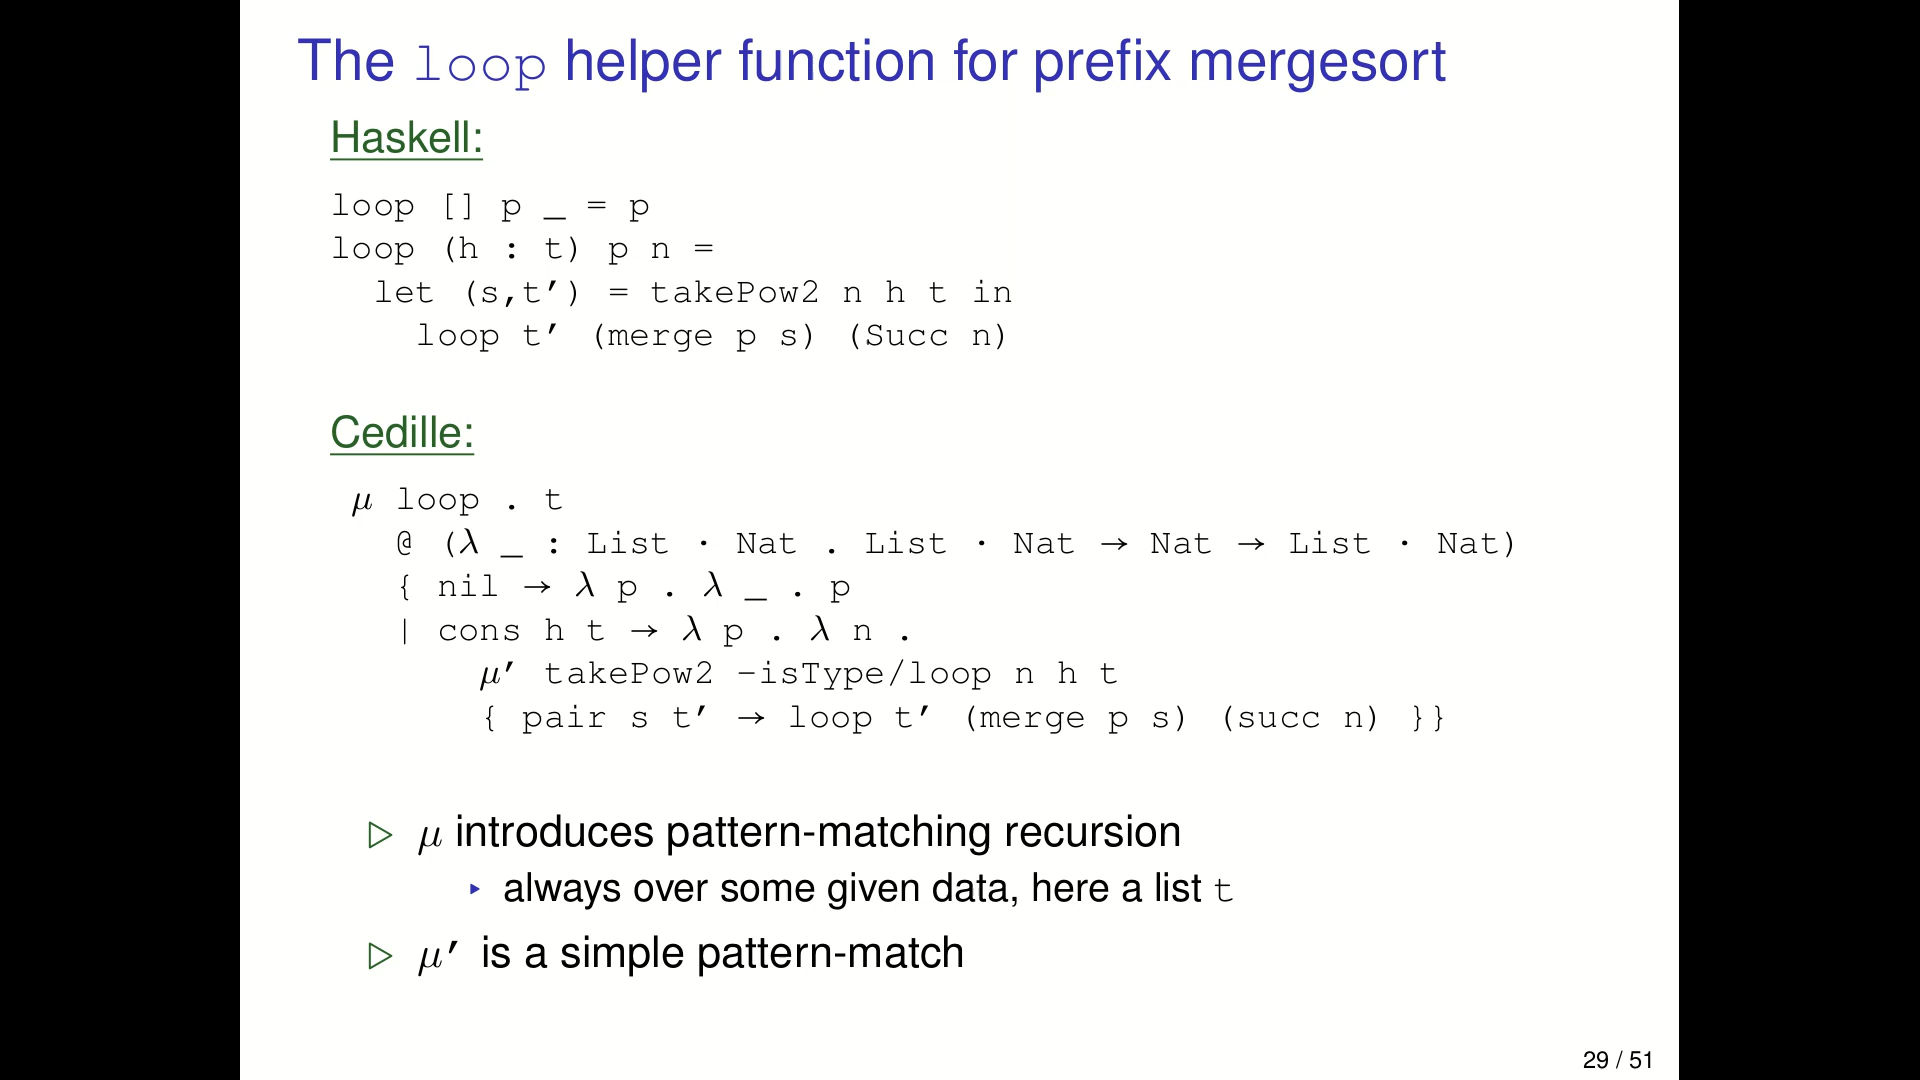 The loop helper function for prefix mergesort
Haskell:
loop [] p _ = p
loop (h : t) p n =
let (s,t′) = takePow2 n h t in
loop t′ (merge p s) (Succ n)
Cedille:
μ loop . t
@ (λ _ : List · Nat . List · Nat → Nat → List · Nat)
{ nil → λ p . λ _ . p
| cons h t → λ p . λ n .
μ′ takePow2 -isType/loop n h t
{ pair s t′ → loop t′ (merge p s) (succ n) }}
▷ μ introduces pattern-matching recursion
▸ always over some given data, here a list t
▷ μ′ is a simple pattern-match
29 / 51